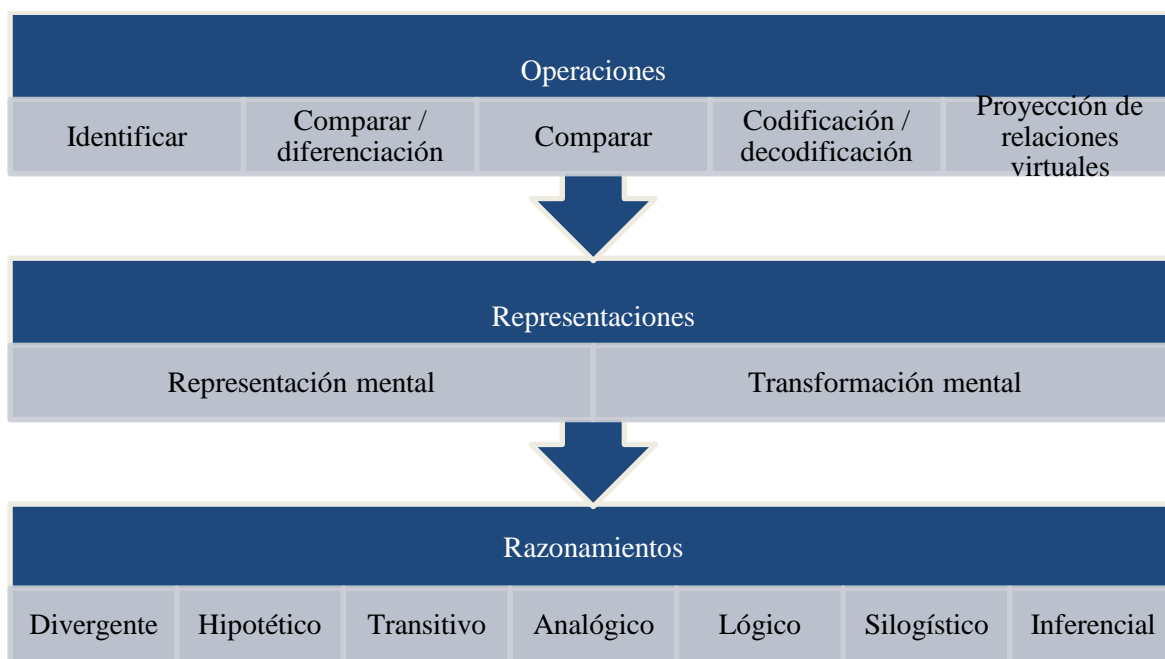 Operaciones
Identificar
Comparar /
diferenciación
Comparar
Codificación /
decodificación
Proyección de
relaciones
virtuales
Representaciones
Representación mental
Transformación mental
Razonamientos
Divergente
Hipotético
Transitivo
Analógico
Lógico
Silogístico
Inferencial